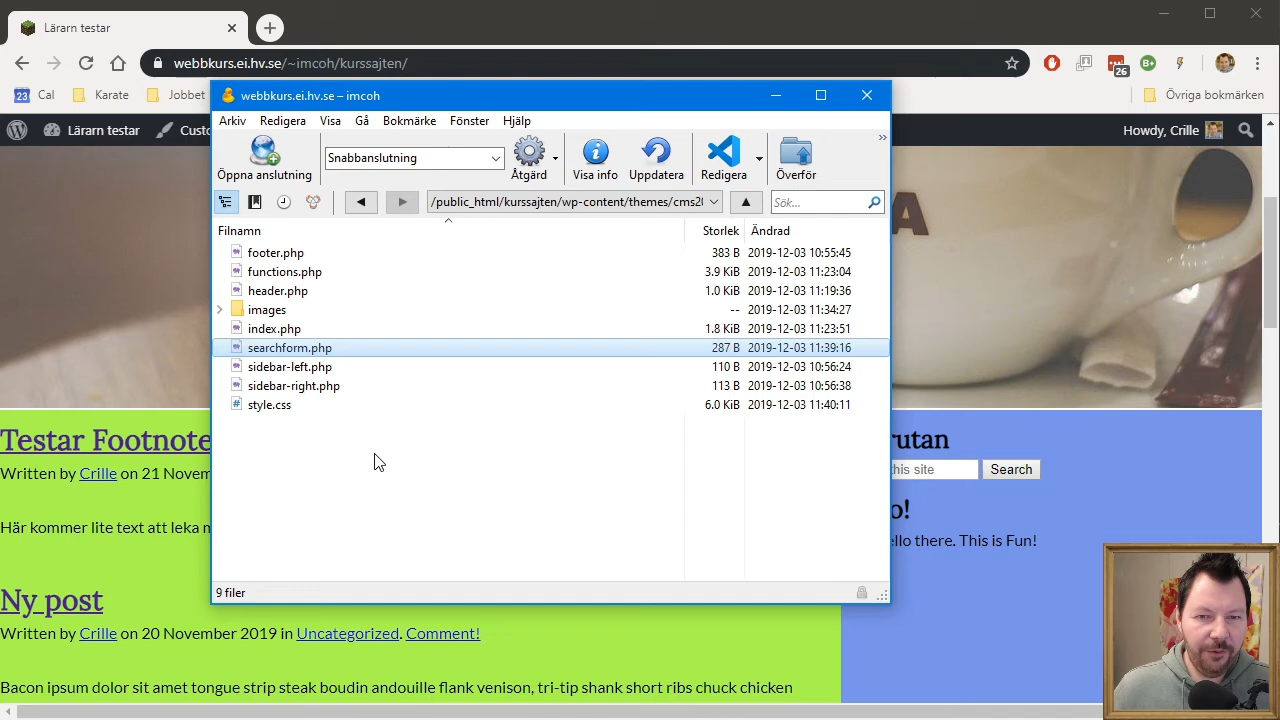 Lärarn testar
webbkurs.ei.hv.se/~imcoh/kurssajten/
26
23
Cal
Karate
Jobbet
Övriga bokmärken
Lärarn testar
Custo
Howdy, Crille
webbkurs.ei.hv.se – imcoh
Arkiv
Redigera
Visa
Gå
Bokmärke
Fönster
Hjälp
Öppna anslutning
Snabbanslutning
Åtgärd
Visa info
Uppdatera
Redigera
Överför
/public_html/kurssajten/wp-content/themes/cms20
Sök...
Filnamn
Storlek
Ändrad
footer.php 383 B 2019-12-03 10:55:45
functions.php 3.9 KiB 2019-12-03 11:23:04
header.php 1.0 KiB 2019-12-03 11:19:36
images -- 2019-12-03 11:34:27
index.php 1.8 KiB 2019-12-03 11:23:51
searchform.php 287 B 2019-12-03 11:39:16
sidebar-left.php 110 B 2019-12-03 10:56:24
sidebar-right.php 113 B 2019-12-03 10:56:38
style.css 6.0 KiB 2019-12-03 11:40:11
9 filer
Testar Footnote
Written by Crille on 21 Novem
Här kommer lite text att leka m
Ny post
Written by Crille on 20 November 2019 in Uncategorized. Comment!
Bacon ipsum dolor sit amet tongue strip steak boudin andouille flank venison, tri-tip shank short ribs chuck chicken
rutan
this site
Search
o!
ello there. This is Fun!